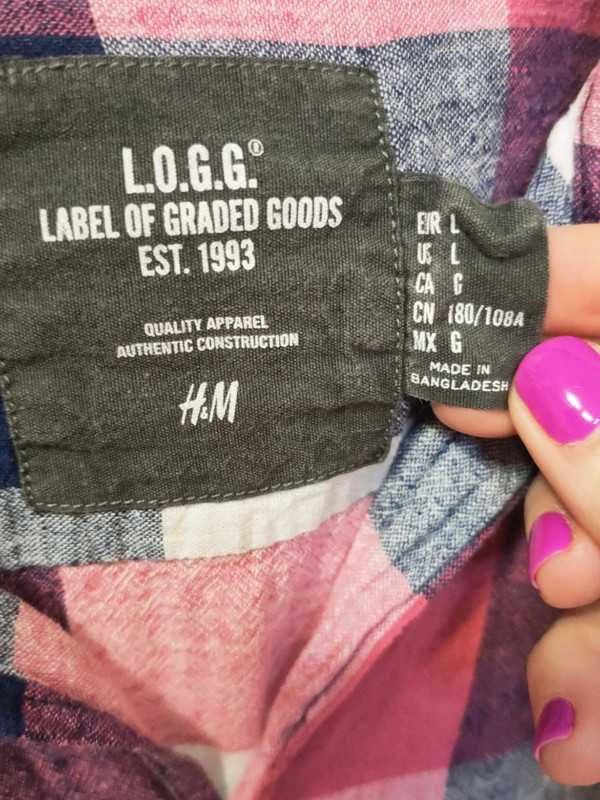 L.O.G.G.®
LABEL OF GRADED GOODS
EST. 1993
QUALITY APPAREL
AUTHENTIC CONSTRUCTION
H&M
EUR L
US L
CA G
CN 180/108A
MX G
MADE IN
BANGLADESH